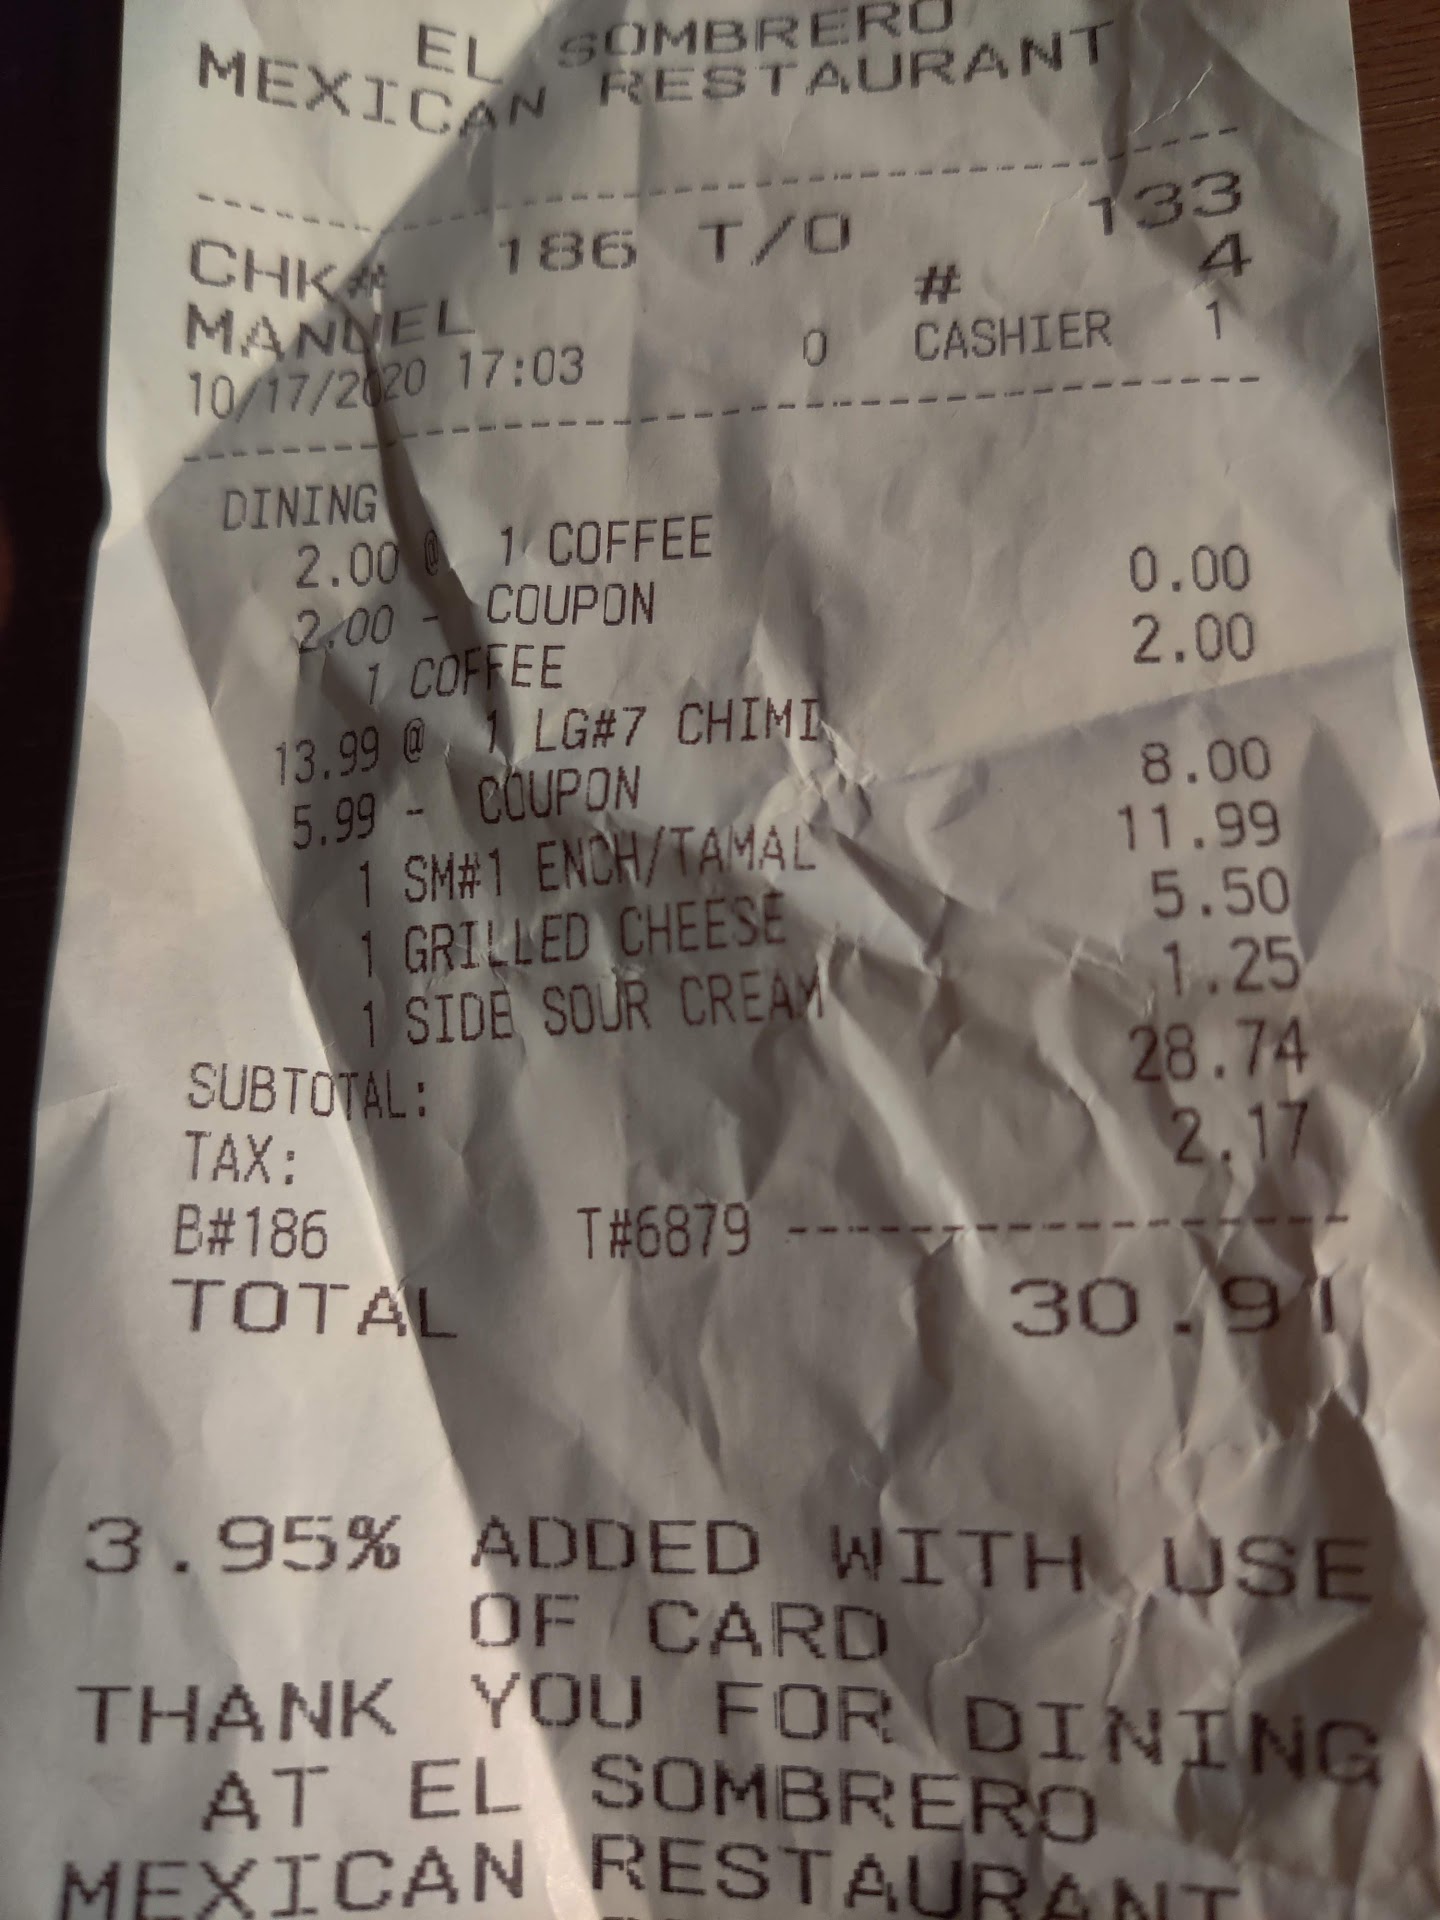 EL SOMBRERO
MEXICAN RESTAURANT
CHK# 186 T/O 133
MANUEL # 4
10/17/2020 17:03 0 CASHIER 1
DINING
2.00 @ 1 COFFEE
2.00 - COUPON 0.00
1 COFFEE 2.00
13.99 @ 1 LG#7 CHIMI
5.99 - COUPON 8.00
1 SM#1 ENCH/TAMAL 11.99
1 GRILLED CHEESE 5.50
1 SIDE SOUR CREAM 1.25
SUBTOTAL: 28.74
TAX: 2.17
B#186 T#6879
TOTAL 30.91
3.95% ADDED WITH USE
OF CARD
THANK YOU FOR DINING
AT EL SOMBRERO
MEXICAN RESTAURANT